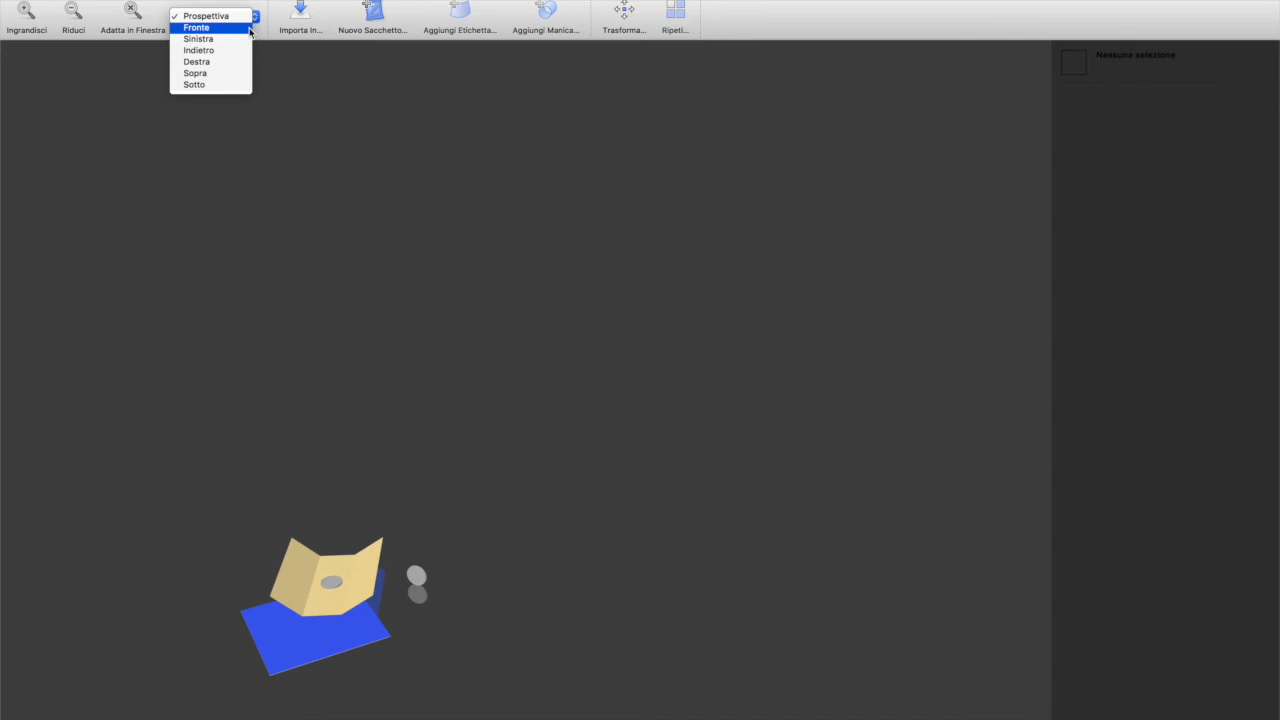 Prospettiva
Fronte
Sinistra
Indietro
Destra
Sopra
Sotto
Ingrandisci
Riduci
Adatta in Finestra
Importa In...
Nuovo Sacchetto...
Aggiungi Etichetta...
Aggiungi Manica...
Trasforma...
Ripeti...
Nessuna selezione